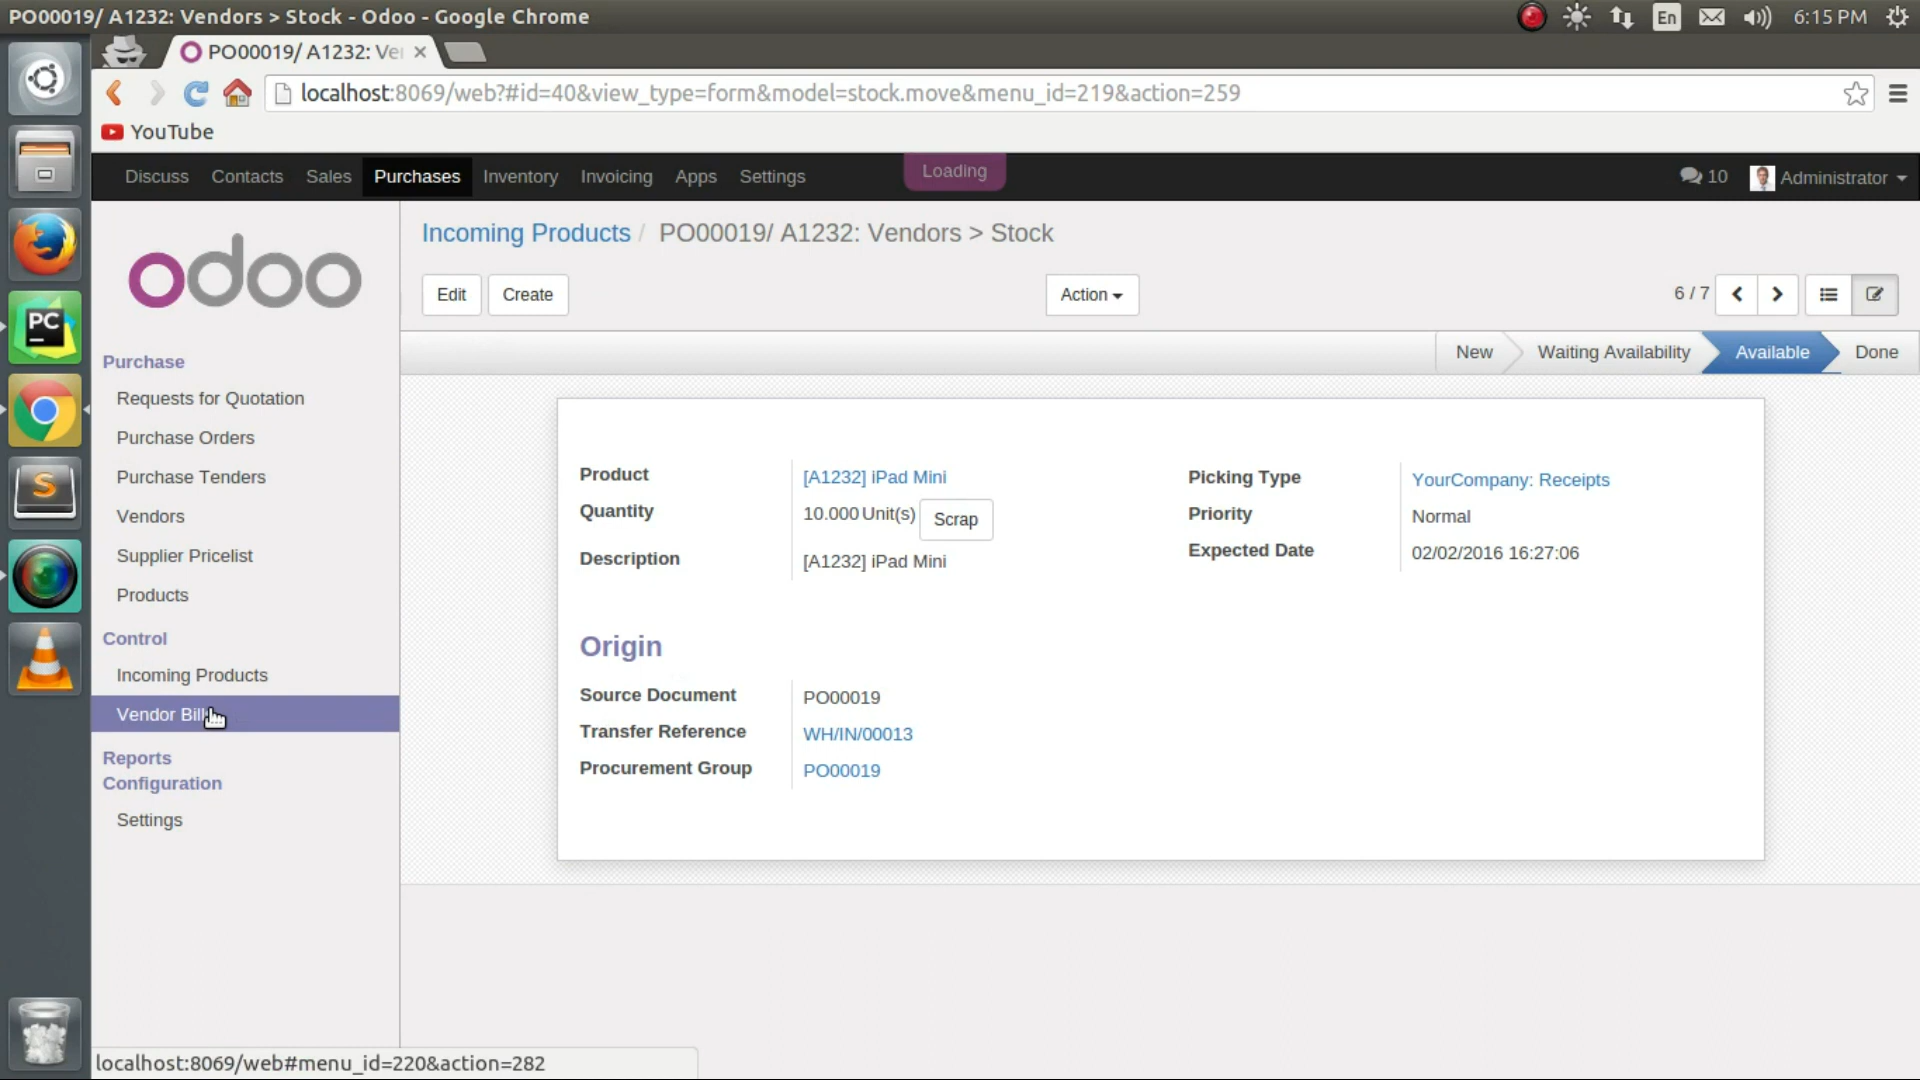 PO00019/ A1232: Vendors > Stock - Odoo - Google Chrome
En
6:15 PM
PO00019/ A1232: Ve
localhost:8069/web?#id=40&view_type=form&model=stock.move&menu_id=219&action=259
YouTube
Discuss Contacts Sales Purchases Inventory Invoicing Apps Settings Loading 10 Administrator
odoo
Incoming Products / PO00019/ A1232: Vendors > Stock
Edit Create Action 6 / 7
New Waiting Availability Available Done
Purchase
Requests for Quotation
Purchase Orders
Purchase Tenders
Vendors
Supplier Pricelist
Products
Control
Incoming Products
Vendor Bil
Reports
Configuration
Settings
Product [A1232] iPad Mini
Quantity 10.000 Unit(s) Scrap
Description [A1232] iPad Mini
Picking Type YourCompany: Receipts
Priority Normal
Expected Date 02/02/2016 16:27:06
Origin
Source Document PO00019
Transfer Reference WH/IN/00013
Procurement Group PO00019
PC
S
localhost:8069/web#menu_id=220&action=282